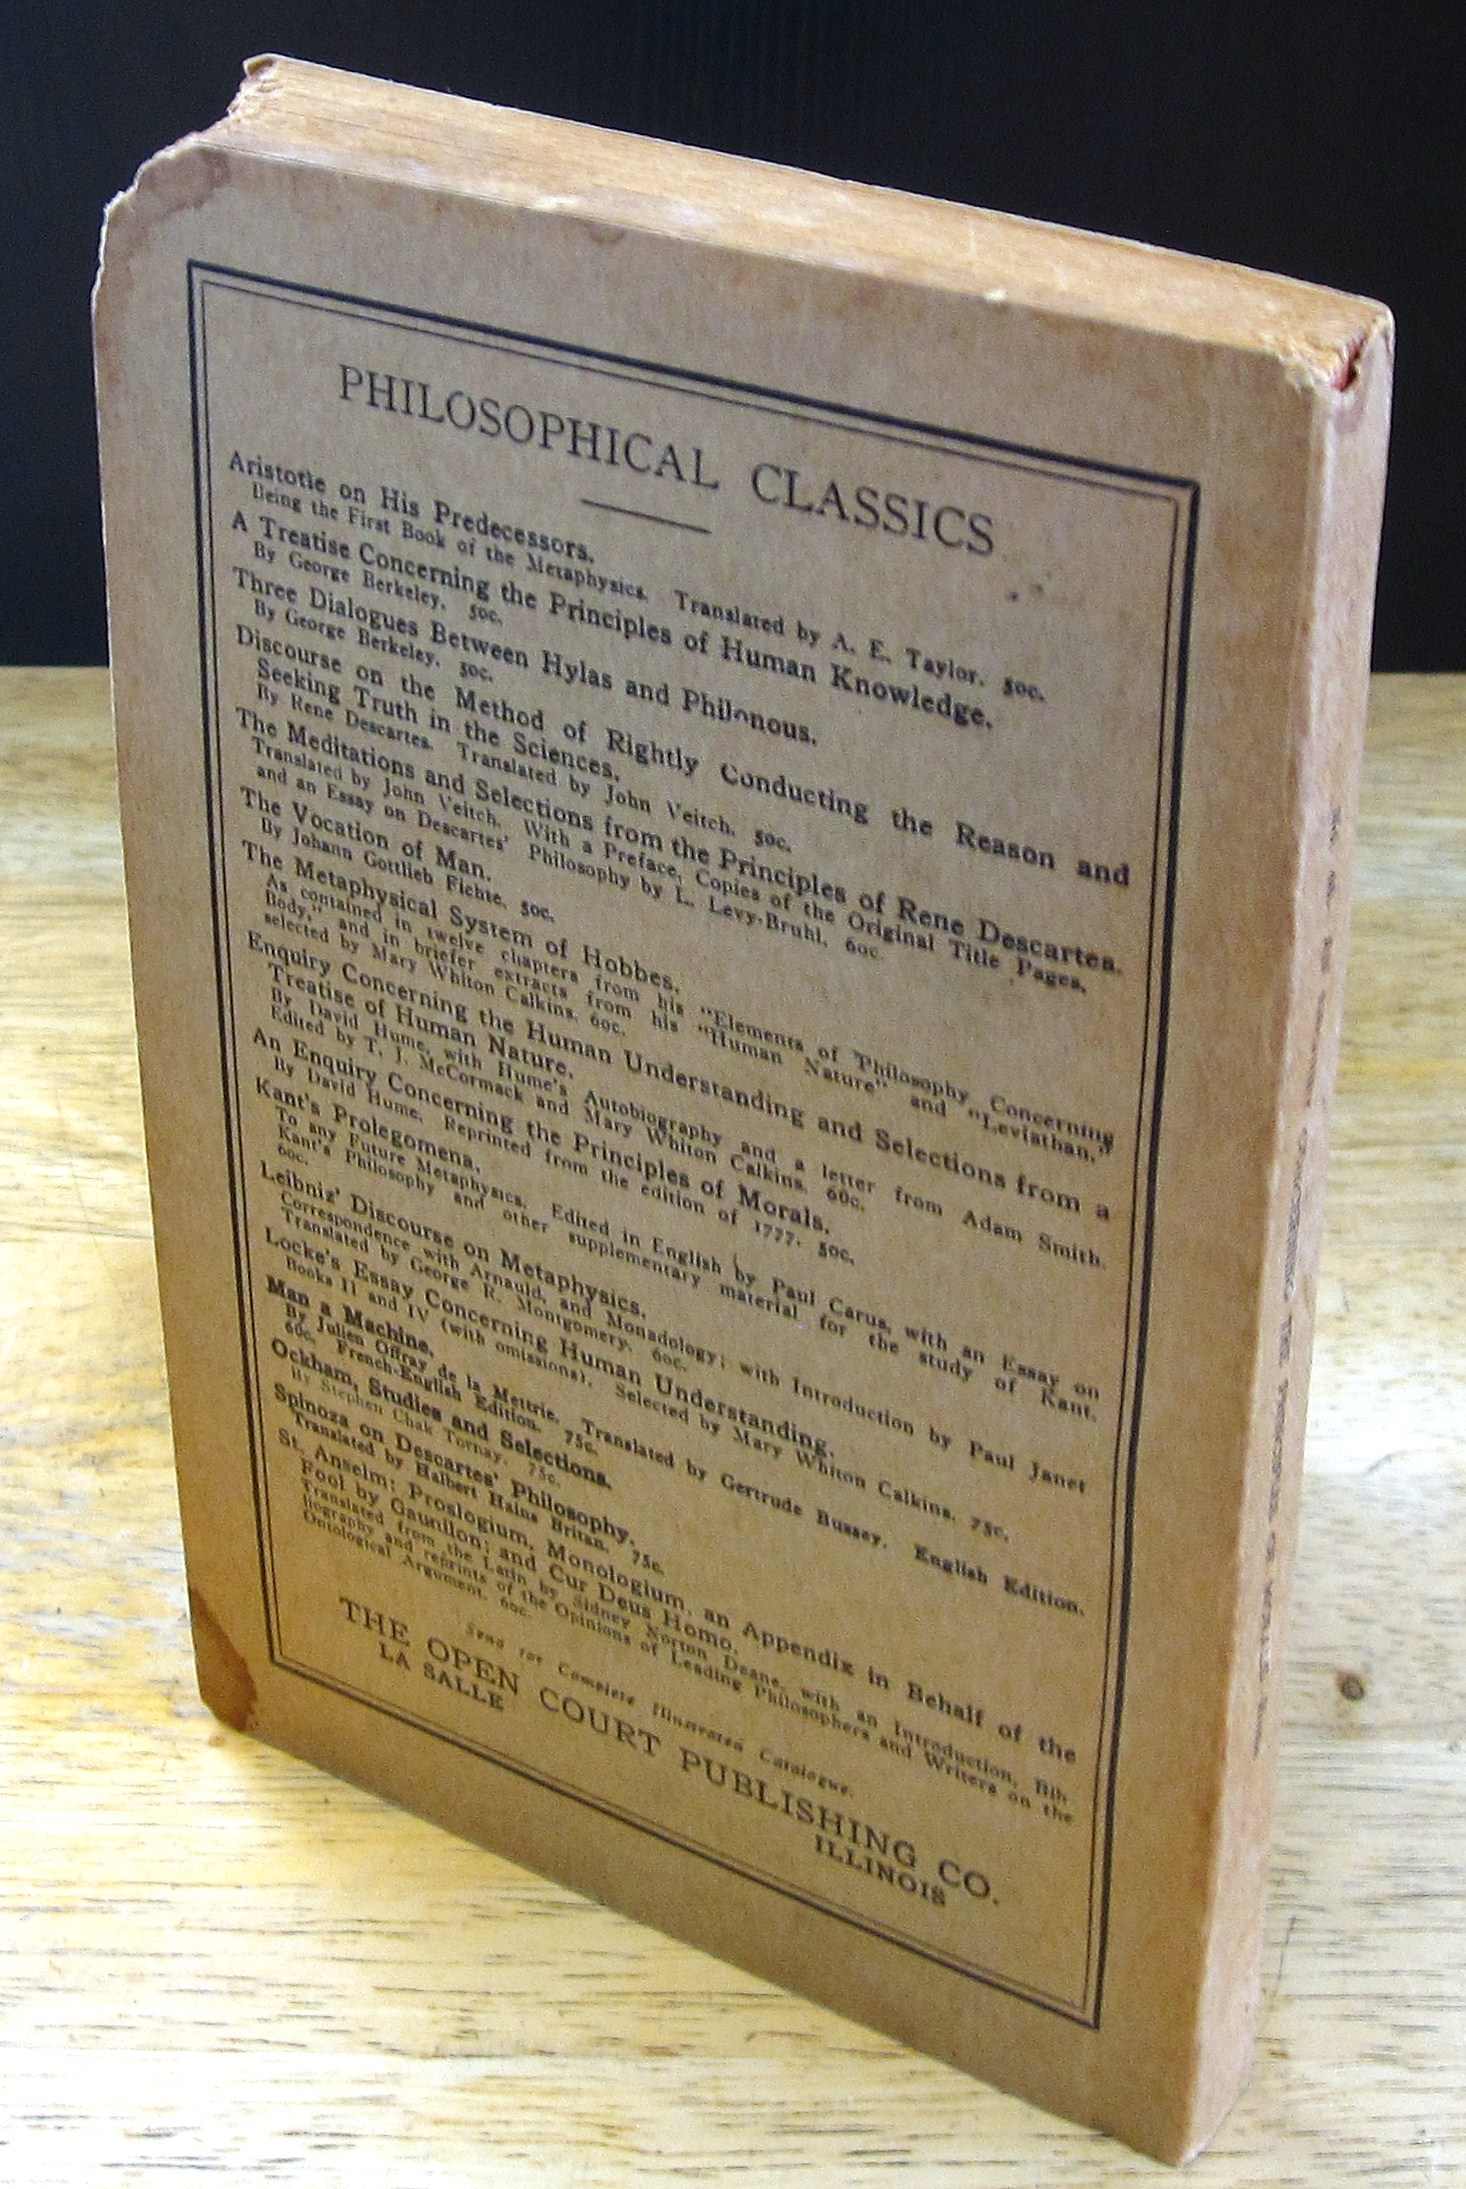 PHILOSOPHICAL CLASSICS
Aristotle on His Predecessors.
Being the First Book of the Metaphysics. Translated by A. E. Taylor. 50c.
A Treatise Concerning the Principles of Human Knowledge.
By George Berkeley. 50c.
Three Dialogues Between Hylas and Philonous.
By George Berkeley. 50c.
Discourse on the Method of Rightly Conducting the Reason and
Seeking Truth in the Sciences.
By Rene Descartes. Translated by John Veitch. 50c.
The Meditations and Selections from the Principles of Rene Descartes.
Translated by John Veitch. With a Preface, Copies of the Original Title Pages,
and an Essay on Descartes' Philosophy by L. Levy-Bruhl. 60c.
The Vocation of Man.
By Johann Gottlieb Fichte. 50c.
The Metaphysical System of Hobbes.
As contained in twelve chapters from his "Elements of Philosophy Concerning
Body," and in briefer extracts from his "Human Nature" and "Leviathan,"
selected by Mary Whiton Calkins. 60c.
Enquiry Concerning the Human Understanding and Selections from a
Treatise of Human Nature.
By David Hume, with Hume's Autobiography and a letter from Adam Smith.
Edited by T. J. McCormack and Mary Whiton Calkins. 60c.
An Enquiry Concerning the Principles of Morals.
By David Hume. Reprinted from the edition of 1777. 50c.
Kant's Prolegomena.
To any Future Metaphysics. Edited in English by Paul Carus, with an Essay on
Kant's Philosophy and other supplementary material for the study of Kant.
60c.
Leibniz' Discourse on Metaphysics.
Correspondence with Arnauld, and Monadology; with Introduction by Paul Janet
Translated by George R. Montgomery. 60c.
Locke's Essay Concerning Human Understanding.
Books II and IV (with omissions). Selected by Mary Whiton Calkins. 75c.
Man a Machine.
By Julien Offray de la Mettrie. Translated by Gertrude Bussey. English Edition.
60c. French-English Edition. 75c.
Ockham, Studies and Selections.
By Stephen Chak Tornay. 75c.
Spinoza on Descartes' Philosophy.
Translated by Halbert Hains Britan. 75c.
St. Anselm; Proslogium, Monologium, an Appendix in Behalf of the
Fool by Gaunilon; and Cur Deus Homo.
Translated from the Latin by Sidney Norton Deane, with an Introduction, Bib-
liography and reprints of the Opinions of Leading Philosophers and Writers on the
Ontological Argument. 60c.
Send for Complete Illustrated Catalogue.
THE OPEN COURT PUBLISHING CO.
LA SALLE ILLINOIS